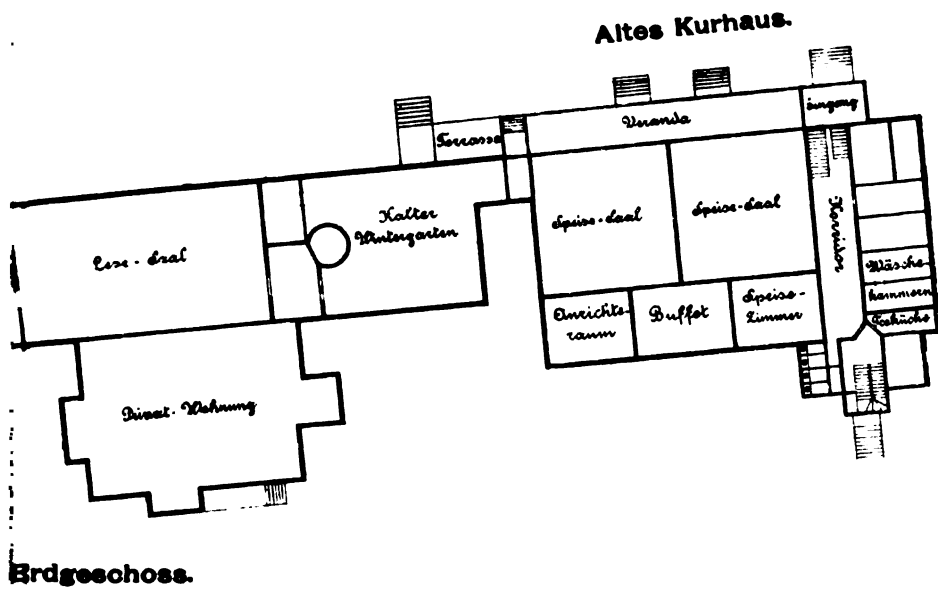 Altes Kurhaus.
Eingang
Veranda
Terrasse
Speise-Saal
Speise-Saal
Korridor
Kalter
Wintergarten
Lese-Saal
Wäsche-
kammern
Teeküche
Anrichte-
raum
Buffet
Speise-
Zimmer
Privat-Wohnung
Erdgeschoss.